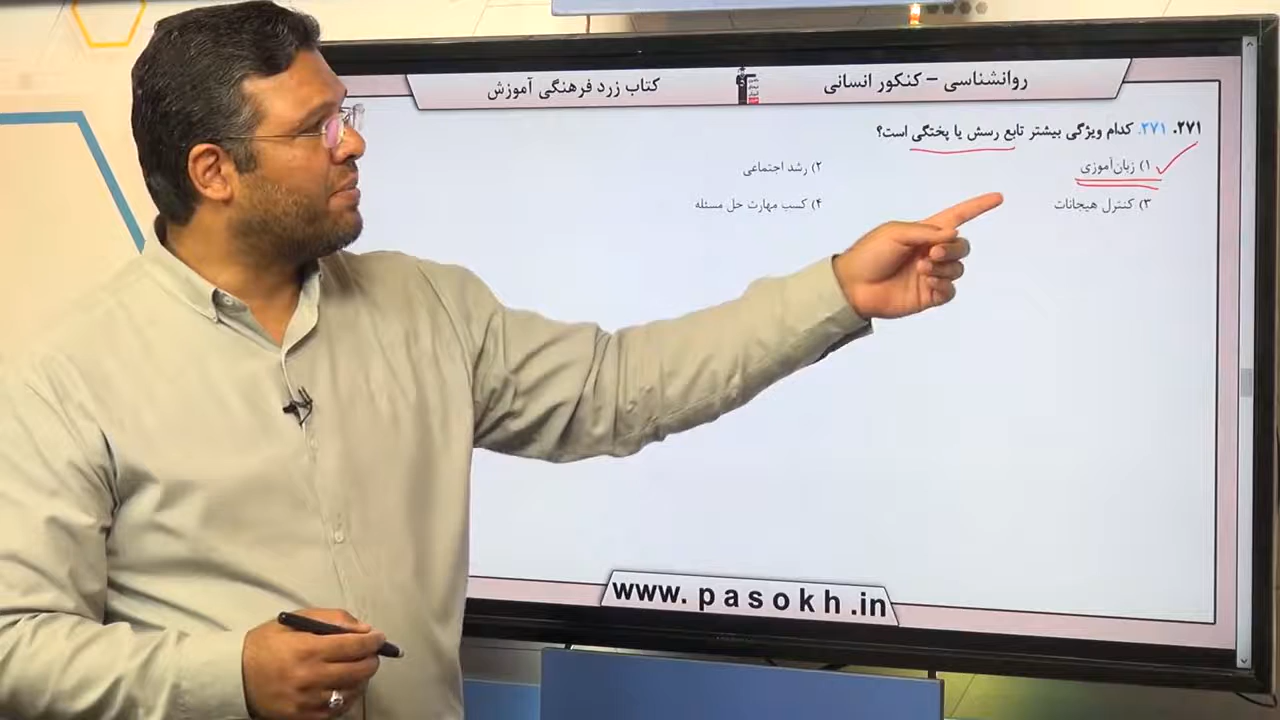 روانشناسی – کنکور انسانی
کتاب زرد فرهنگی آموزش
۲۷۱. ۲۷۱. کدام ویژگی بیشتر تابع رسش یا پختگی است؟
۱) زبان‌آموزی
۲) رشد اجتماعی
۳) کنترل هیجانات
۴) کسب مهارت حل مسئله
www.pasokh.in